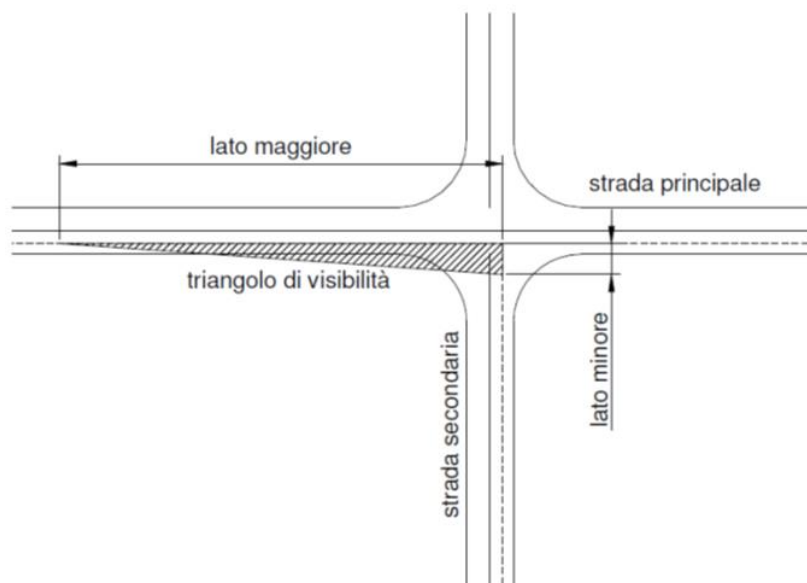 lato maggiore
strada principale
triangolo di visibilità
strada secondaria
lato minore